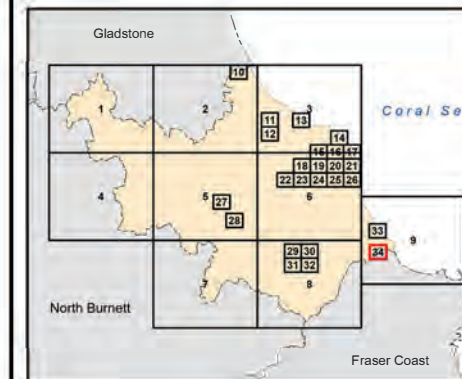 Gladstone
10
1 2 3
11 13
12
Coral Se
14
15 16 17
18 19 20 21
4 5 6
22 23 24 25 26
27
28
33
9
29 30
34
31 32
7 8
North Burnett
Fraser Coast